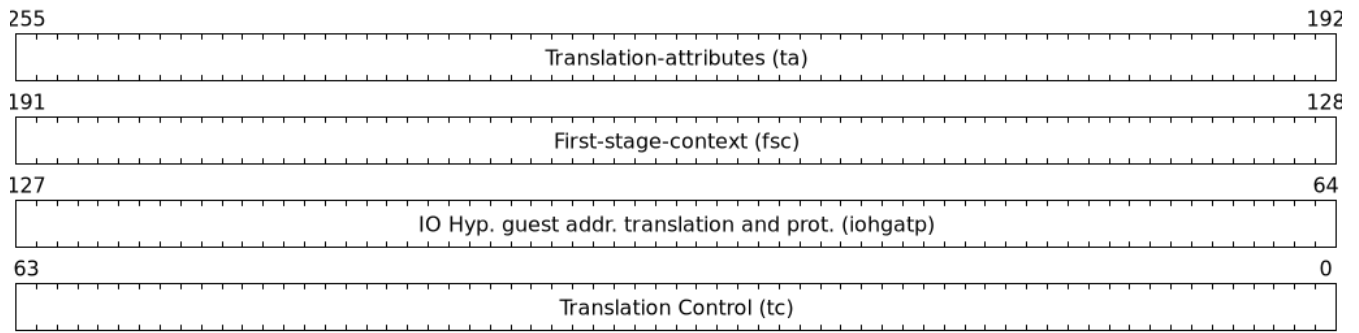 255 192
Translation-attributes (ta)
191 128
First-stage-context (fsc)
127 64
IO Hyp. guest addr. translation and prot. (iohgatp)
63 0
Translation Control (tc)